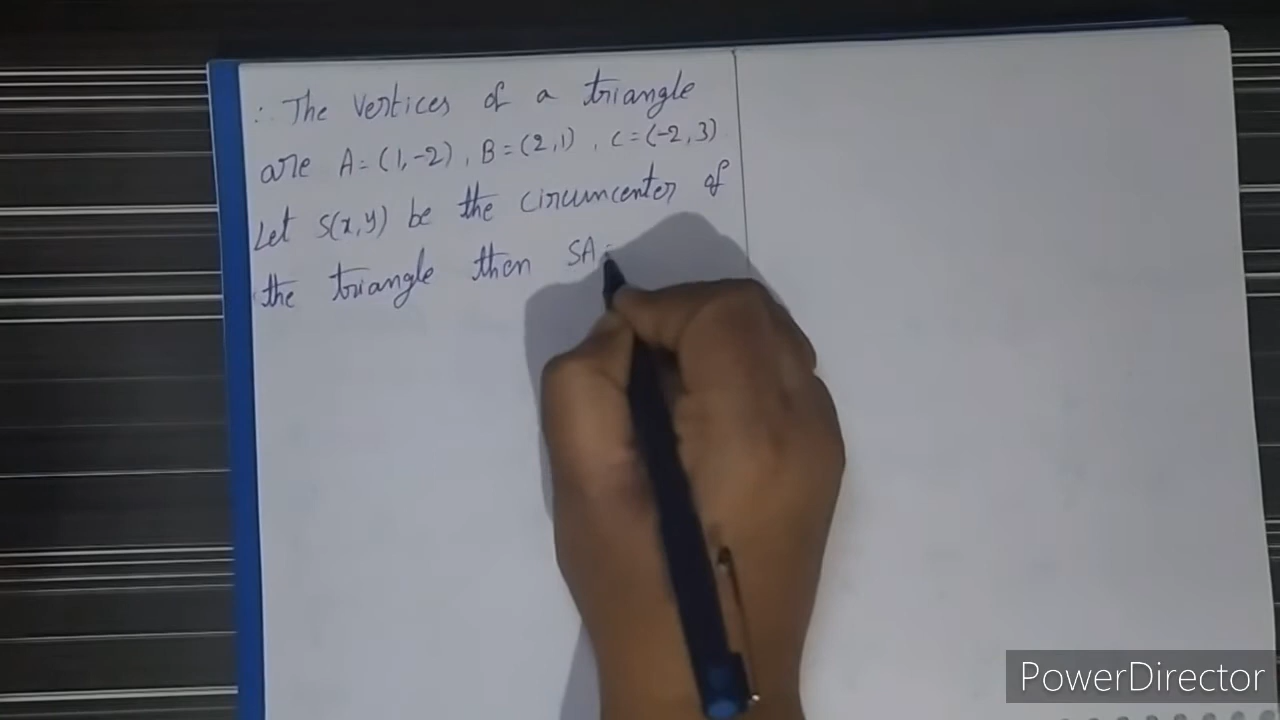 ∴ The vertices of a triangle
are A = (1,-2), B = (2,1), C = (-2,3)
Let S(x,y) be the circumcenter of
the triangle then SA =
PowerDirector